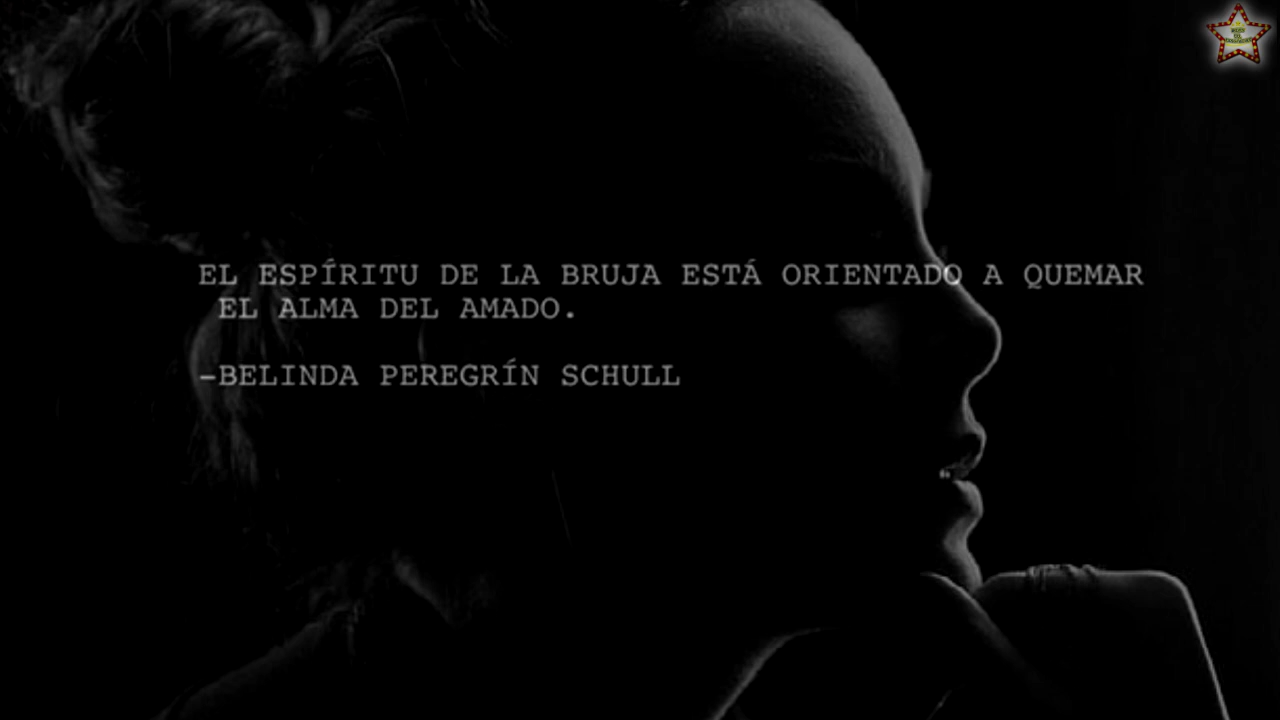 EL ESPÍRITU DE LA BRUJA ESTÁ ORIENTADO A QUEMAR
EL ALMA DEL AMADO.
-BELINDA PEREGRÍN SCHULL